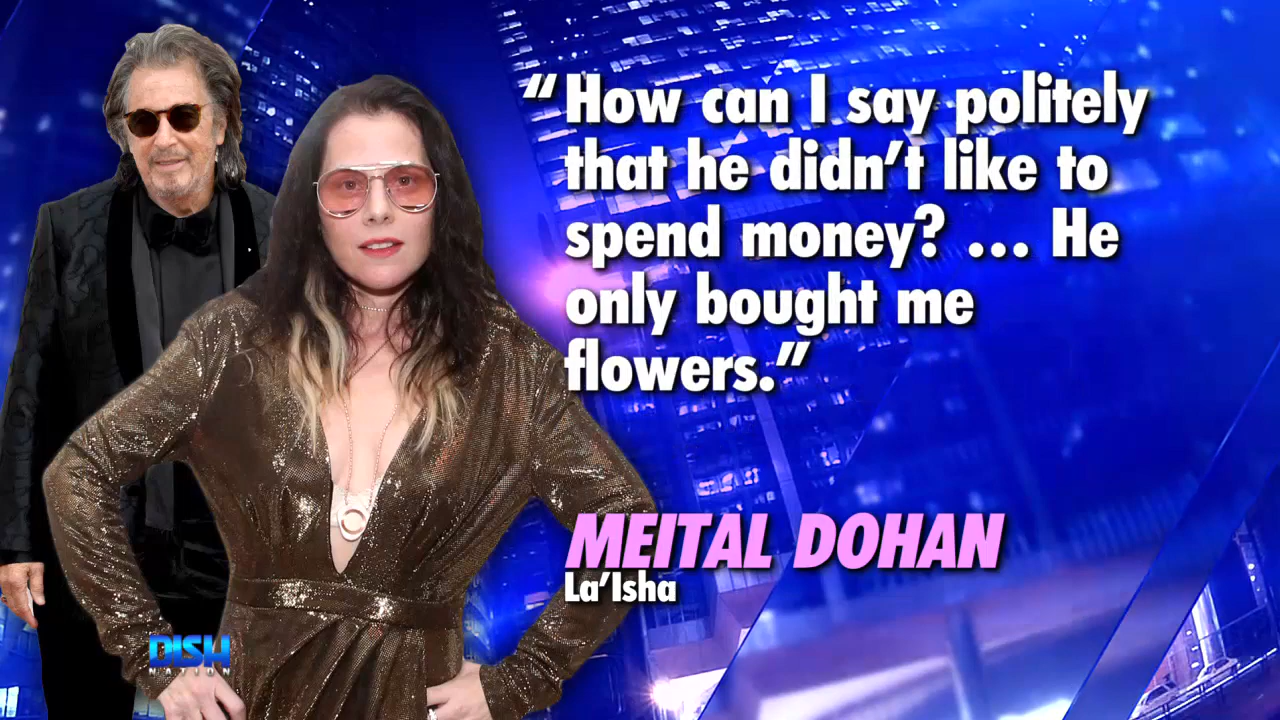 “How can I say politely
that he didn’t like to
spend money? ... He
only bought me
flowers.”
MEITAL DOHAN
La’Isha
DISH
NATION